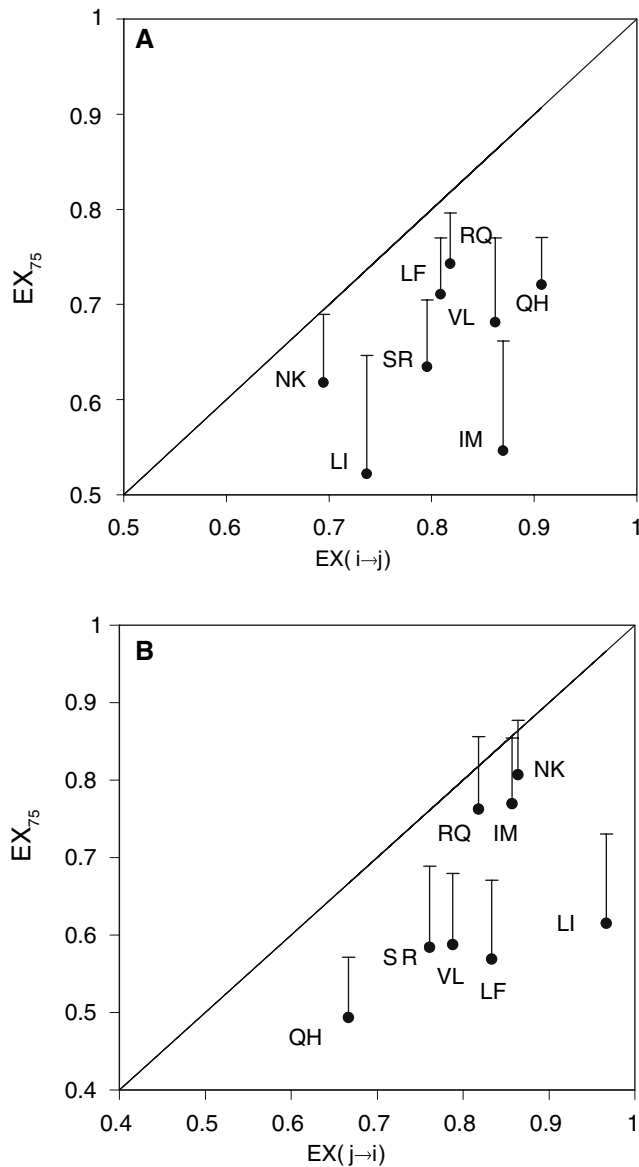 A
1
0.9
0.8
0.7
0.6
0.5
EX75
RQ
LF
VL
QH
SR
NK
IM
LI
0.5 0.6 0.7 0.8 0.9 1
EX( i→j)
B
1
0.9
0.8
0.7
0.6
0.5
0.4
EX75
NK
RQ IM
LI
S R
VL
LF
QH
0.4 0.5 0.6 0.7 0.8 0.9 1
EX( j→i)